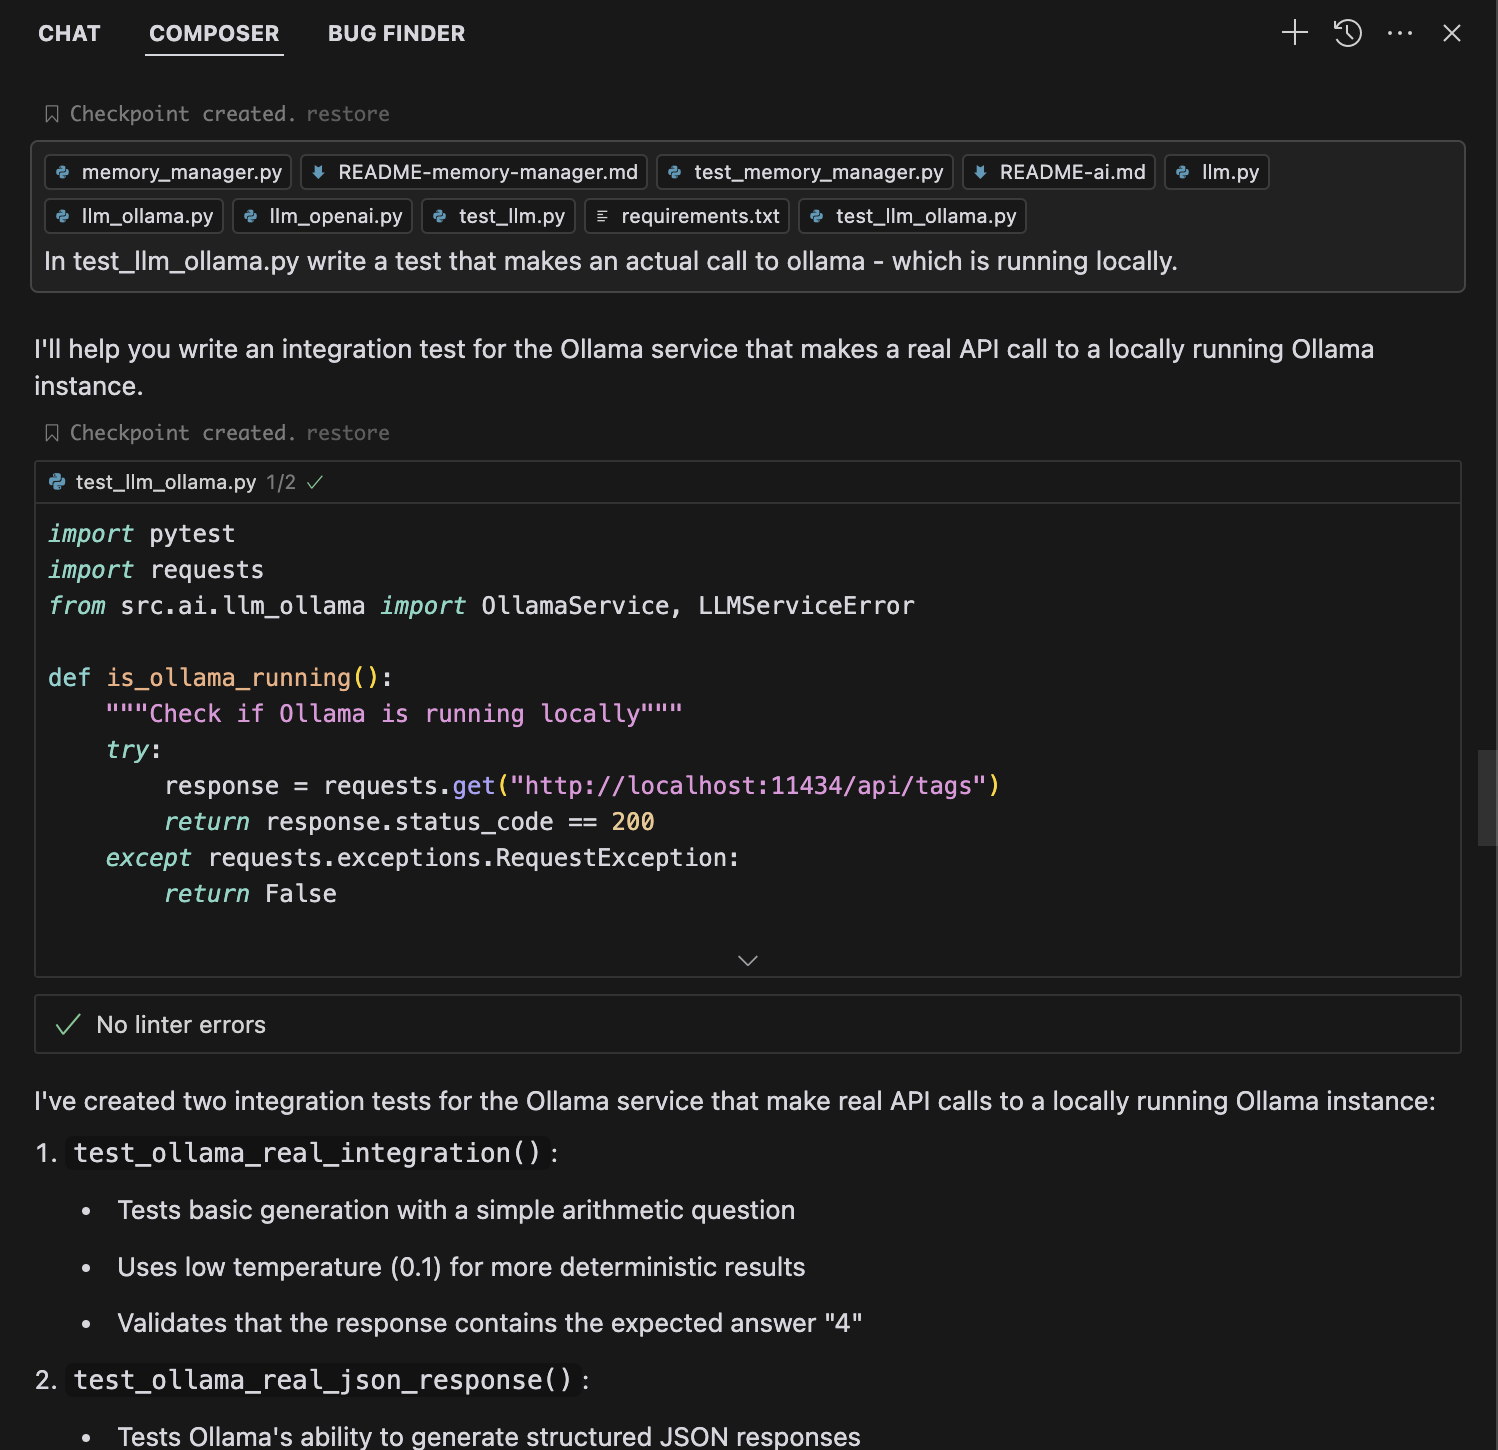 CHAT COMPOSER BUG FINDER
Checkpoint created. restore
memory_manager.py README-memory-manager.md test_memory_manager.py README-ai.md llm.py
llm_ollama.py llm_openai.py test_llm.py requirements.txt test_llm_ollama.py
In test_llm_ollama.py write a test that makes an actual call to ollama - which is running locally.
I'll help you write an integration test for the Ollama service that makes a real API call to a locally running Ollama
instance.
Checkpoint created. restore
test_llm_ollama.py 1/2
import pytest
import requests
from src.ai.llm_ollama import OllamaService, LLMServiceError
def is_ollama_running():
    """Check if Ollama is running locally"""
    try:
        response = requests.get("http://localhost:11434/api/tags")
        return response.status_code == 200
    except requests.exceptions.RequestException:
        return False
No linter errors
I've created two integration tests for the Ollama service that make real API calls to a locally running Ollama instance:
1. test_ollama_real_integration():
• Tests basic generation with a simple arithmetic question
• Uses low temperature (0.1) for more deterministic results
• Validates that the response contains the expected answer "4"
2. test_ollama_real_json_response():
• Tests Ollama's ability to generate structured JSON responses